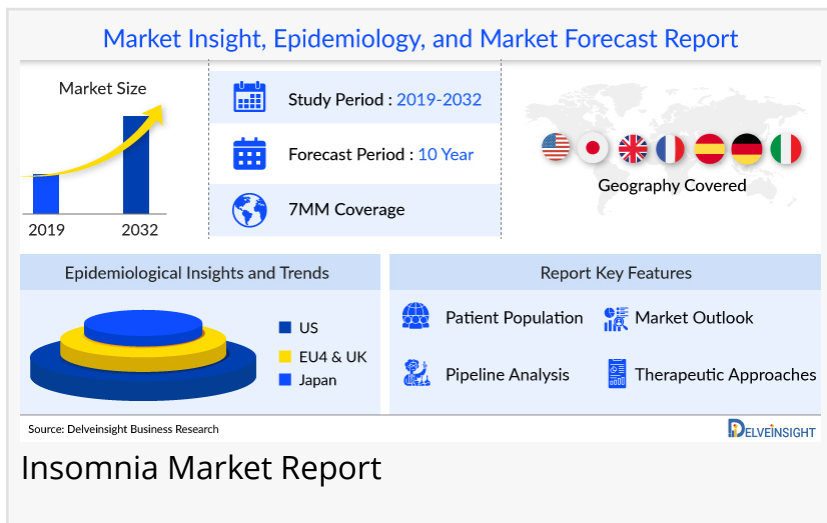 Market Insight, Epidemiology, and Market Forecast Report
Market Size
2019
2032
Study Period : 2019-2032
Forecast Period : 10 Year
7MM Coverage
Geography Covered
Epidemiological Insights and Trends
US
EU4 & UK
Japan
Report Key Features
Patient Population
Market Outlook
Pipeline Analysis
Therapeutic Approaches
Source: Delveinsight Business Research
DELVEINSIGHT
Insomnia Market Report